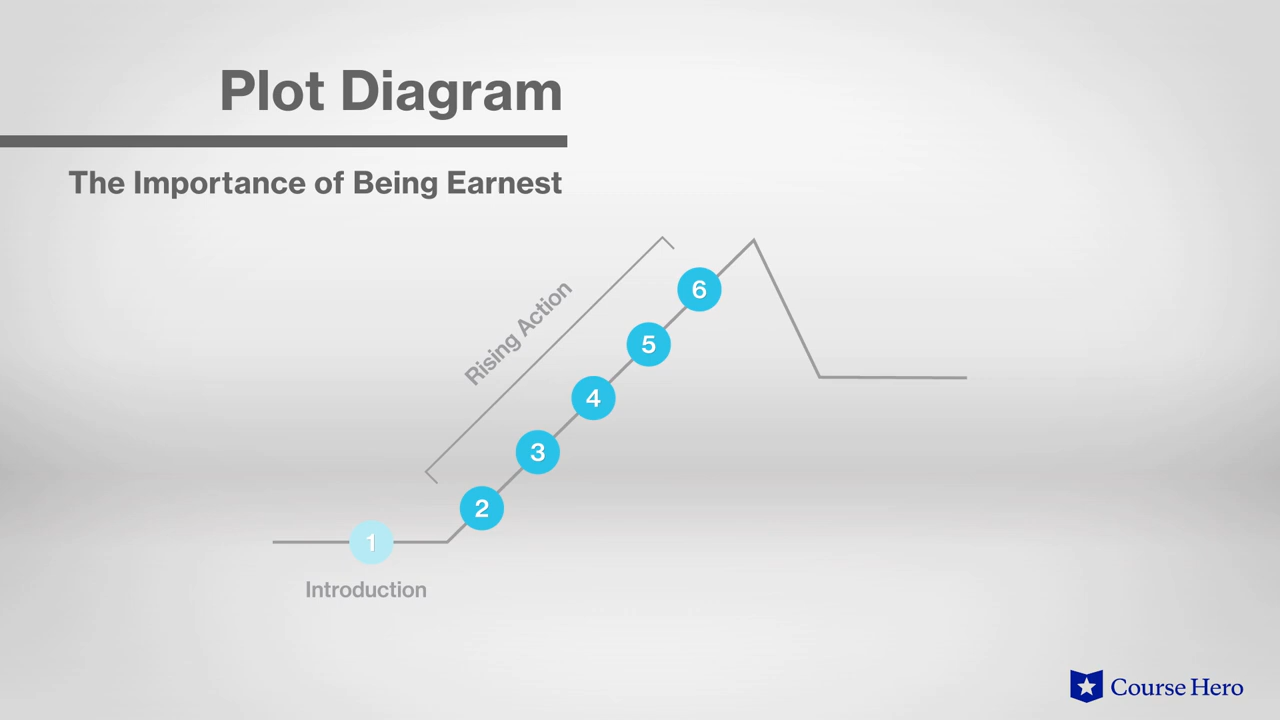 Plot Diagram
The Importance of Being Earnest
Rising Action
6
5
4
3
2
1
Introduction
Course Hero